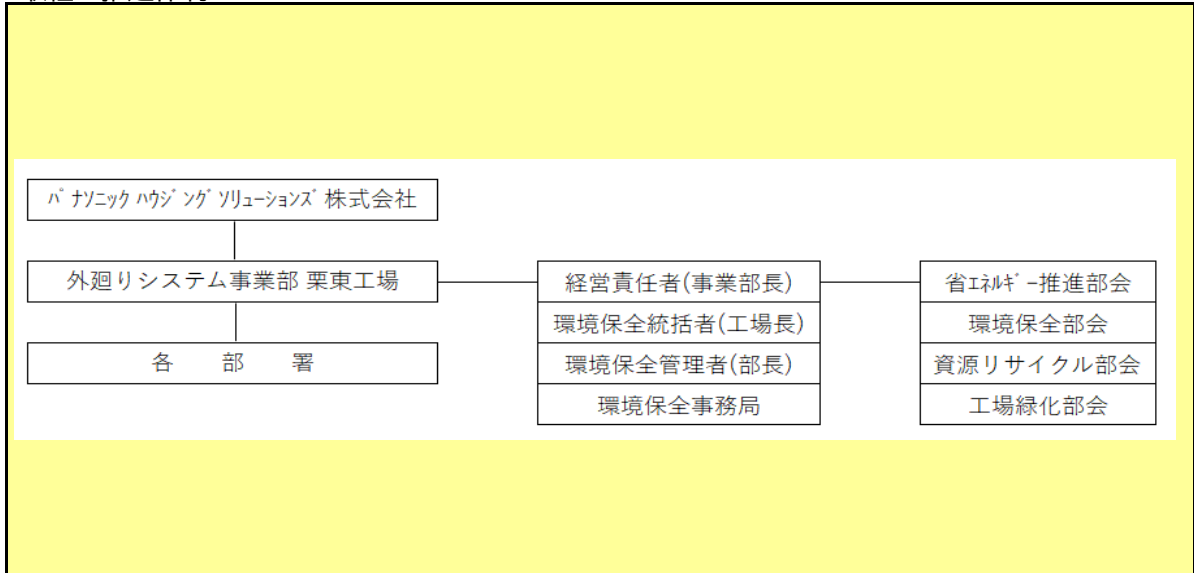 ﾊﾟﾅｿﾆｯｸ ﾊｳｼﾞﾝｸﾞ ｿﾘｭｰｼｮﾝｽﾞ 株式会社
外廻りシステム事業部 栗東工場
各 部 署
経営責任者(事業部長)
環境保全統括者(工場長)
環境保全管理者(部長)
環境保全事務局
省ｴﾈﾙｷﾞｰ推進部会
環境保全部会
資源リサイクル部会
工場緑化部会